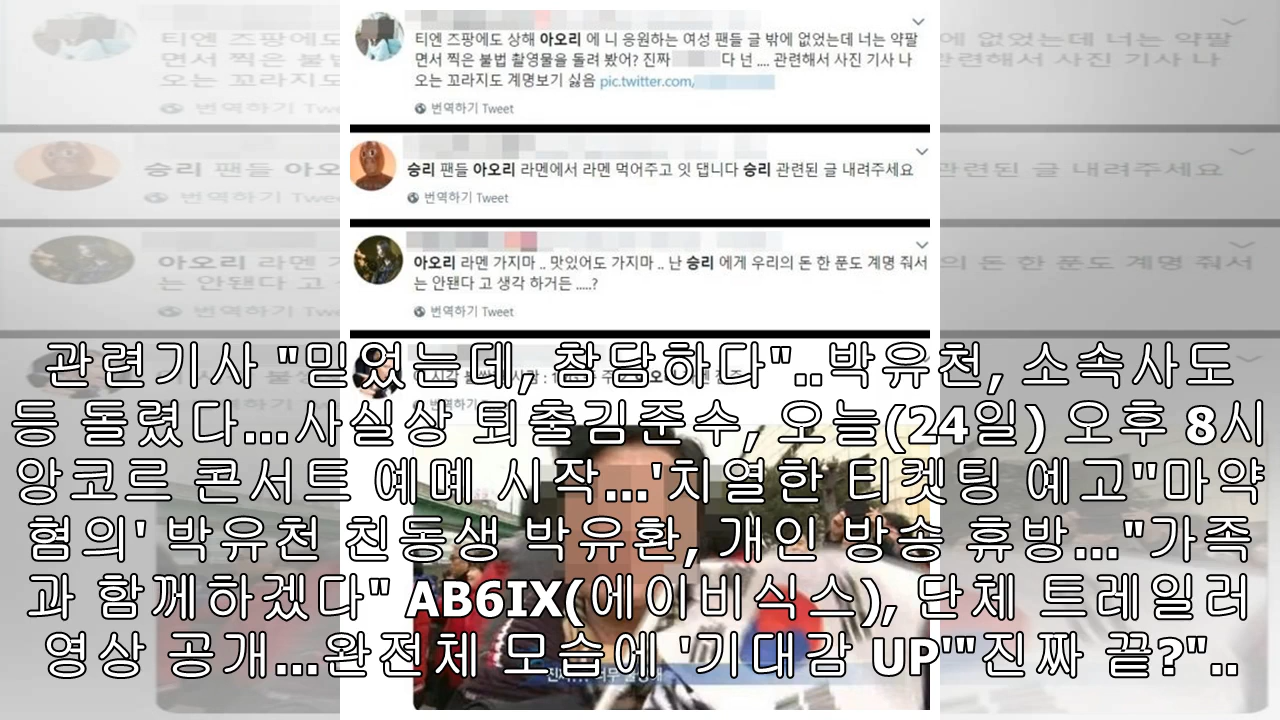 티엔 즈팡에도 상해 아오리 에 니 응원하는 여성 팬들 글 밖에 없었는데 너는 약팔
면서 찍은 불법 촬영물을 돌려 봤어? 진짜 다 넌 .... 관련해서 사진 기사 나
오는 꼬라지도 계명보기 싫음 pic.twitter.com/
번역하기 Tweet
승리 팬들 아오리 라멘에서 라멘 먹어주고 잇 댑니다 승리 관련된 글 내려주세요
번역하기 Tweet
아오리 라멘 가지마 .. 맛있어도 가지마 .. 난 승리 에게 우리의 돈 한 푼도 계명 줘서
는 안됀다 고 생각 하거든 .....?
번역하기 Tweet
관련기사 "믿었는데, 참담하다"..박유천, 소속사도
등 돌렸다...사실상 퇴출김준수, 오늘(24일) 오후 8시
앙코르 콘서트 예몌 시작...'치열한 티켓팅 예고"마약
혐의' 박유천 친동생 박유환, 개인 방송 휴방..."가족
과 함께하겠다" AB6IX(에이비식스), 단체 트레일러
영상 공개...완전체 모습에 '기대감 UP'"진짜 끝?"..